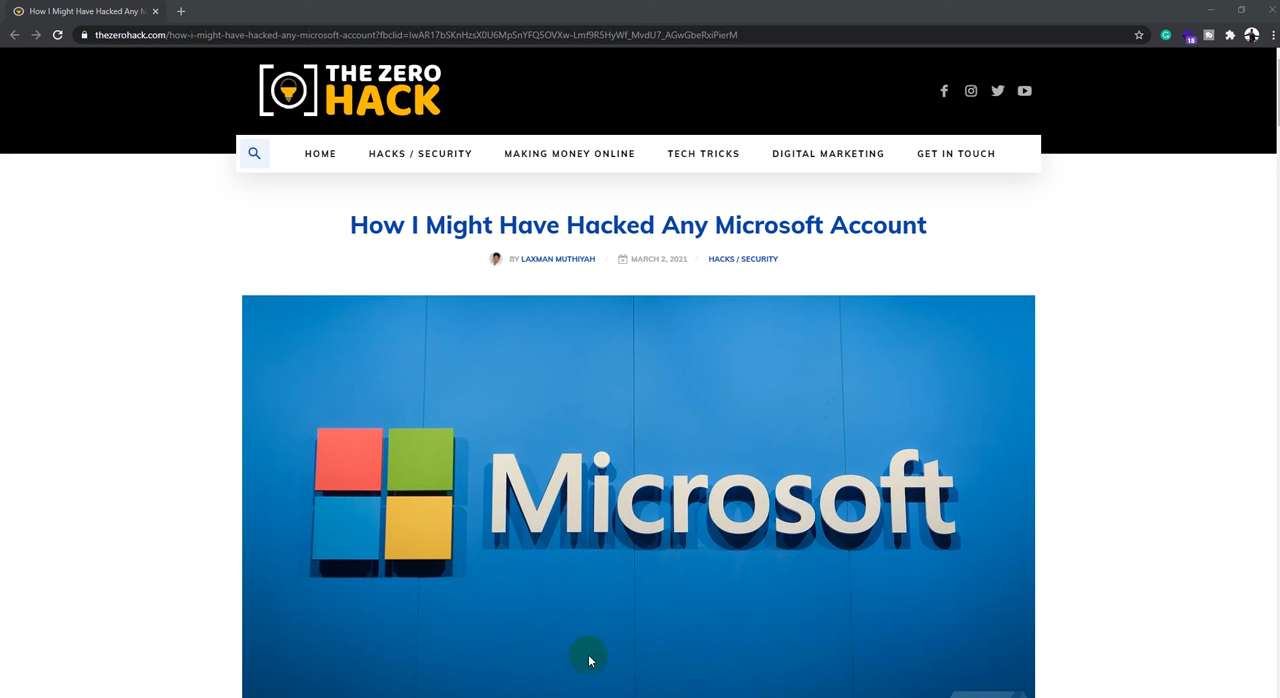 How I Might Have Hacked Any M
thezerohack.com/how-i-might-have-hacked-any-microsoft-account?fbclid=IwAR17bSKnHzsX0U6MpSnYFQ5OVXw-Lmf9R5HyWf_MvdU7_AGwGbeRxiPierM
18
THE ZERO
HACK
HOME HACKS / SECURITY MAKING MONEY ONLINE TECH TRICKS DIGITAL MARKETING GET IN TOUCH
How I Might Have Hacked Any Microsoft Account
BY LAXMAN MUTHIYAH / MARCH 2, 2021 / HACKS / SECURITY
Microsoft